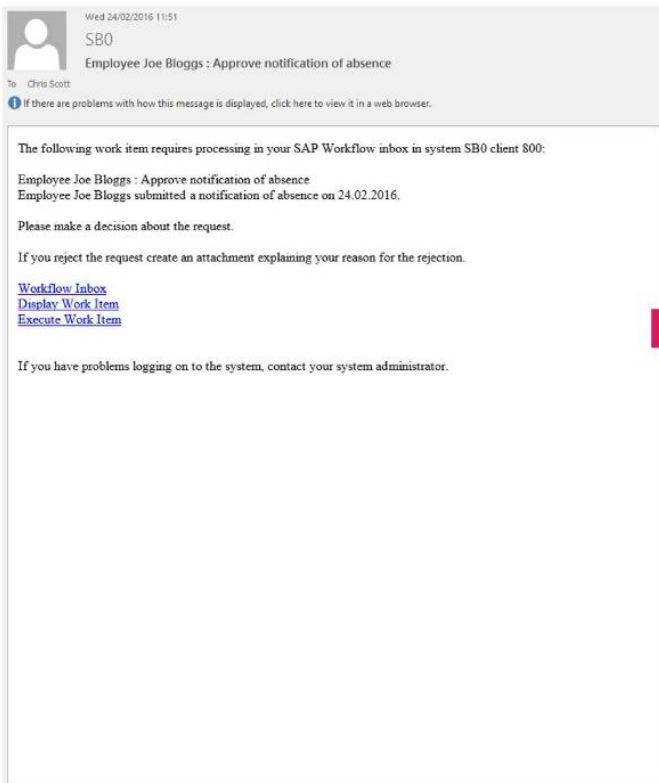 Wed 24/02/2016 11:51
SB0
Employee Joe Bloggs : Approve notification of absence
To Chris Scott
If there are problems with how this message is displayed, click here to view it in a web browser.
The following work item requires processing in your SAP Workflow inbox in system SB0 client 800:
Employee Joe Bloggs : Approve notification of absence
Employee Joe Bloggs submitted a notification of absence on 24.02.2016.
Please make a decision about the request.
If you reject the request create an attachment explaining your reason for the rejection.
Workflow Inbox
Display Work Item
Execute Work Item
If you have problems logging on to the system, contact your system administrator.